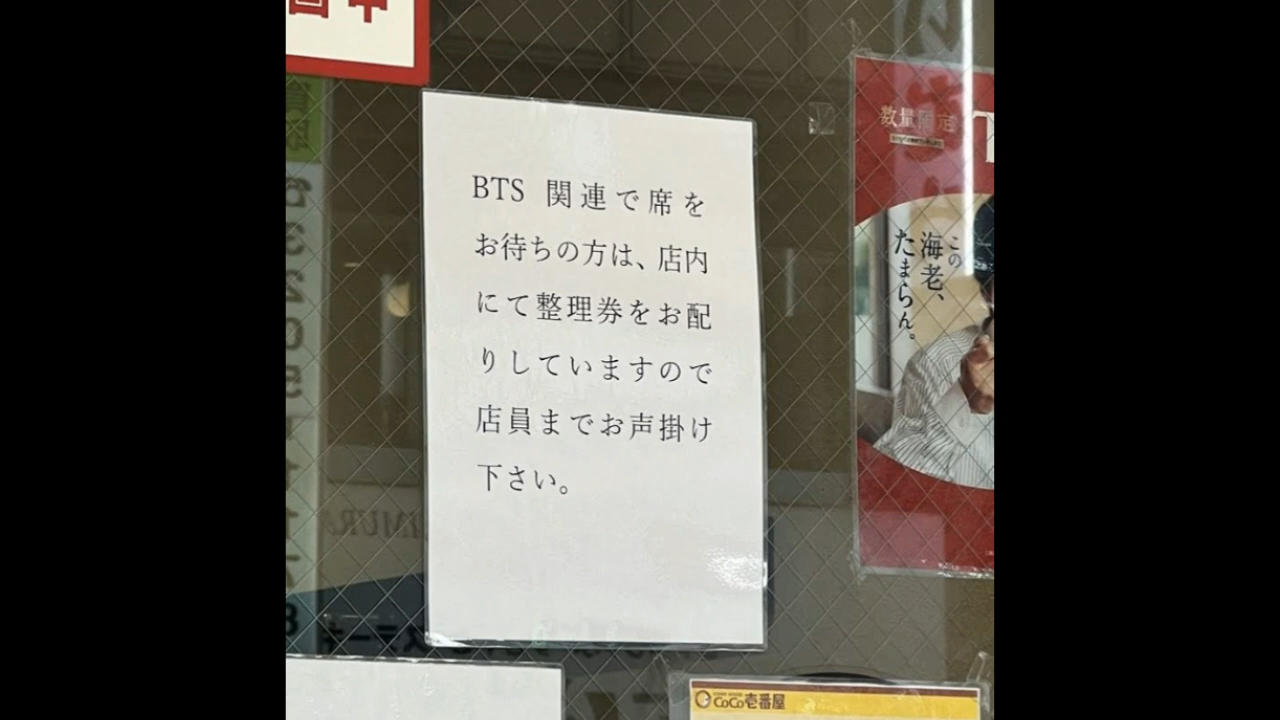 BTS 関連で席を
お待ちの方は、店内
にて整理券をお配
りしていますので
店員までお声掛け
下さい。
数量限定
この
海老、
たまらん。
CoCo壱番屋